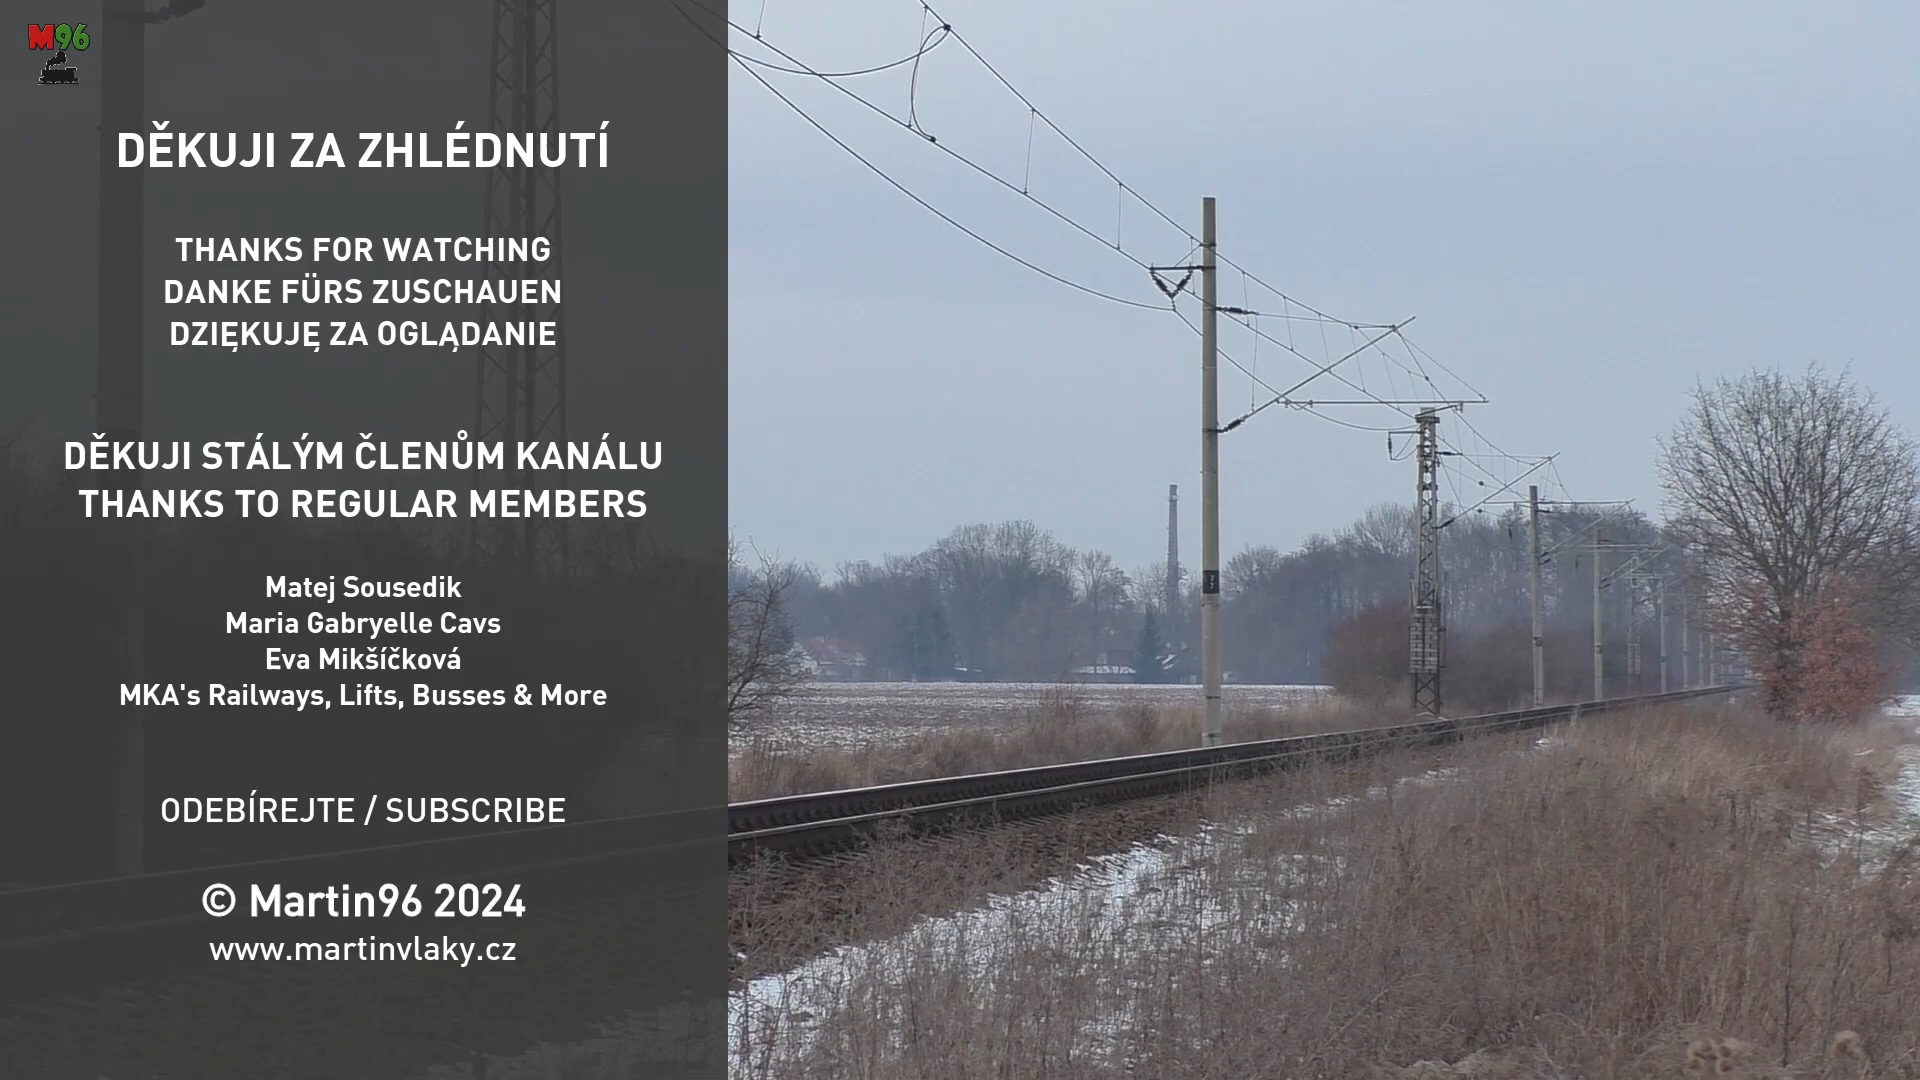 M96
DĚKUJI ZA ZHLÉDNUTÍ
THANKS FOR WATCHING
DANKE FÜRS ZUSCHAUEN
DZIĘKUJĘ ZA OGLĄDANIE
DĚKUJI STÁLÝM ČLENŮM KANÁLU
THANKS TO REGULAR MEMBERS
Matej Sousedik
Maria Gabryelle Cavs
Eva Mikšíčková
MKA's Railways, Lifts, Busses & More
ODEBÍREJTE / SUBSCRIBE
© Martin96 2024
www.martinvlaky.cz